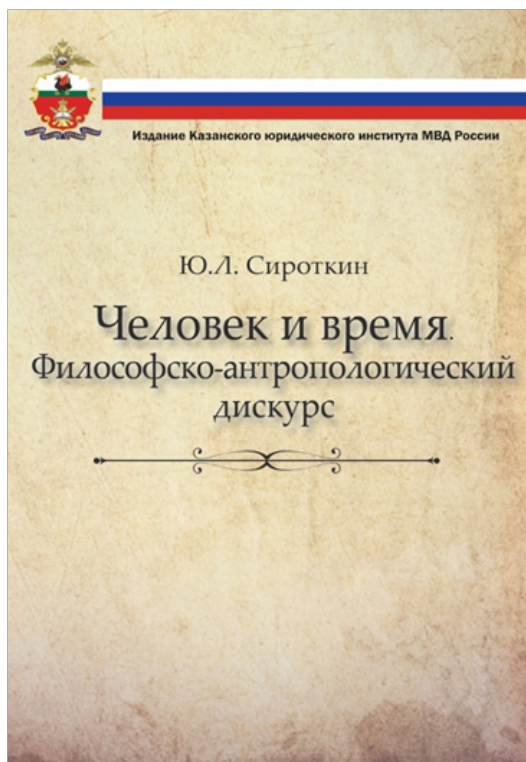 Издание Казанского юридического института МВД России
Ю.Л. Сироткин
Человек и время.
Философско-антропологический
дискурс